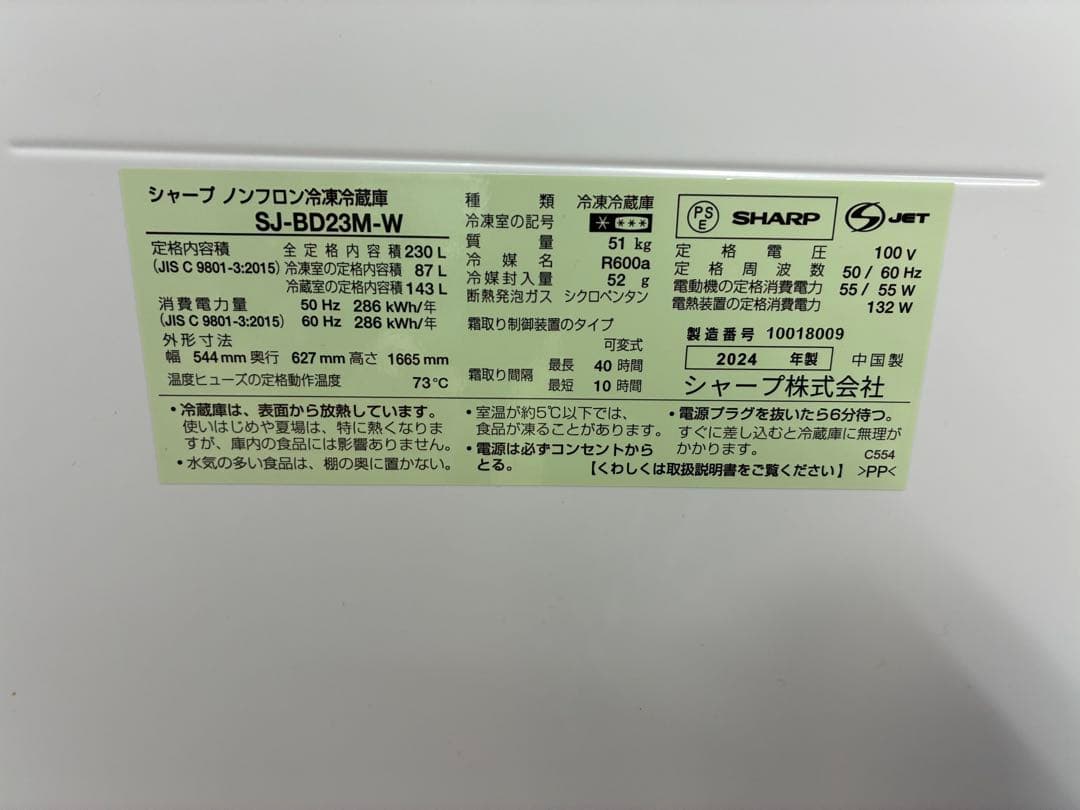 シャープ ノンフロン冷凍冷蔵庫
SJ-BD23M-W
定格内容積 全定格内容積 230 L
(JIS C 9801-3:2015) 冷凍室の定格内容積 87 L
冷蔵室の定格内容積 143 L
消費電力量 50 Hz 286 kWh/年
(JIS C 9801-3:2015) 60 Hz 286 kWh/年
外形寸法
幅 544 mm 奥行 627 mm 高さ 1665 mm
温度ヒューズの定格動作温度 73℃
種類 冷凍冷蔵庫
冷凍室の記号 * ***
質量 51 kg
冷媒名 R600a
冷媒封入量 52 g
断熱発泡ガス シクロペンタン
霜取り制御装置のタイプ
可変式
霜取り間隔 最長 40 時間
最短 10 時間
PSE SHARP S JET
定格電圧 100 V
定格周波数 50 / 60 Hz
電動機の定格消費電力 55 / 55 W
電熱装置の定格消費電力 132 W
製造番号 10018009
2024 年製 中国製
シャープ株式会社
・冷蔵庫は、表面から放熱しています。
使いはじめや夏場は、特に熱くなりま
すが、庫内の食品には影響ありません。
・水気の多い食品は、棚の奥に置かない。
・室温が約5℃以下では、
食品が凍ることがあります。
・電源は必ずコンセントから
とる。
・電源プラグを抜いたら6分待つ。
すぐに差し込むと冷蔵庫に無理が
かかります。
C554
【くわしくは取扱説明書をご覧ください】 >PP<